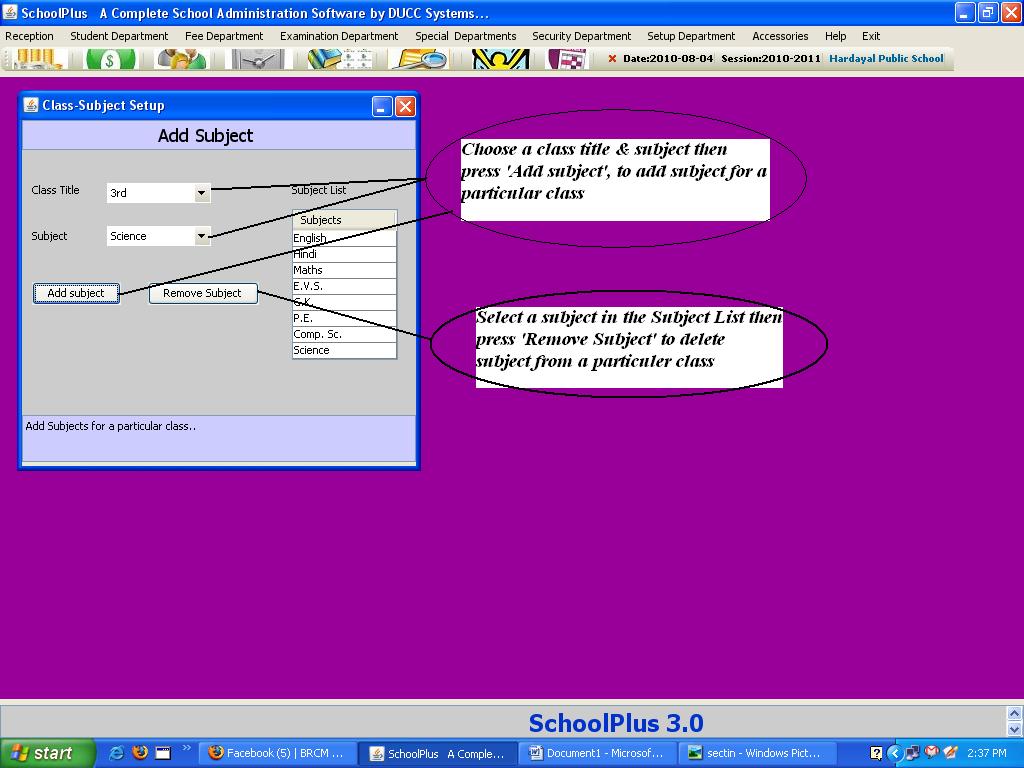 SchoolPlus   A Complete School Administration Software by DUCC Systems...
Reception Student Department Fee Department Examination Department Special Departments Security Department Setup Department Accessories Help Exit
Date:2010-08-04 Session:2010-2011 Hardayal Public School
Class-Subject Setup
Add Subject
Class Title 3rd Subject List
Subject Science
Subjects
English
Hindi
Maths
E.V.S.
G.K.
P.E.
Comp. Sc.
Science
Add subject Remove Subject
Add Subjects for a particular class..
Choose a class title & subject then
press 'Add subject', to add subject for a
particular class
Select a subject in the Subject List then
press 'Remove Subject' to delete
subject from a particuler class
SchoolPlus 3.0
start Facebook (5) | BRCM ... SchoolPlus   A Comple... Document1 - Microsof... sectin - Windows Pict... 2:37 PM